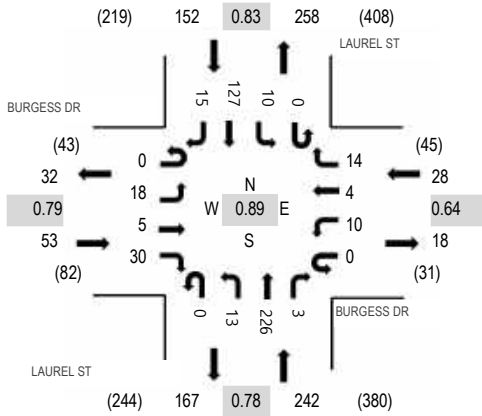 (219) 152 0.83 258 (408)
LAUREL ST
15 127 10 0
BURGESS DR
(43) 0 14 (45)
32 18 N 4 28
0.79 5 W 0.89 E 10 0.64
53 30 S 0 18
(82) (31)
0 13 226 3
BURGESS DR
LAUREL ST
(244) 167 0.78 242 (380)